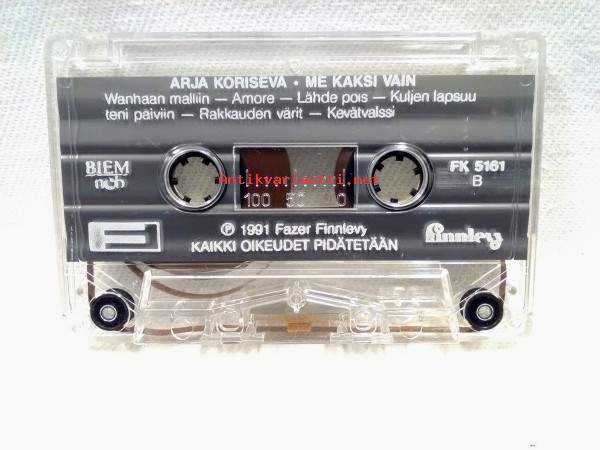 ARJA KORISEVA • ME KAKSI VAIN
Wanhaan malliin — Amore — Lähde pois — Kuljen lapsuu
teni päiviin — Rakkauden värit — Kevätvalssi
BIEM
ncb
FK 5161
B
Antikvariaatti.net
100 50 0
℗ 1991 Fazer Finnlevy
KAIKKI OIKEUDET PIDÄTETÄÄN
F
Finnlevy